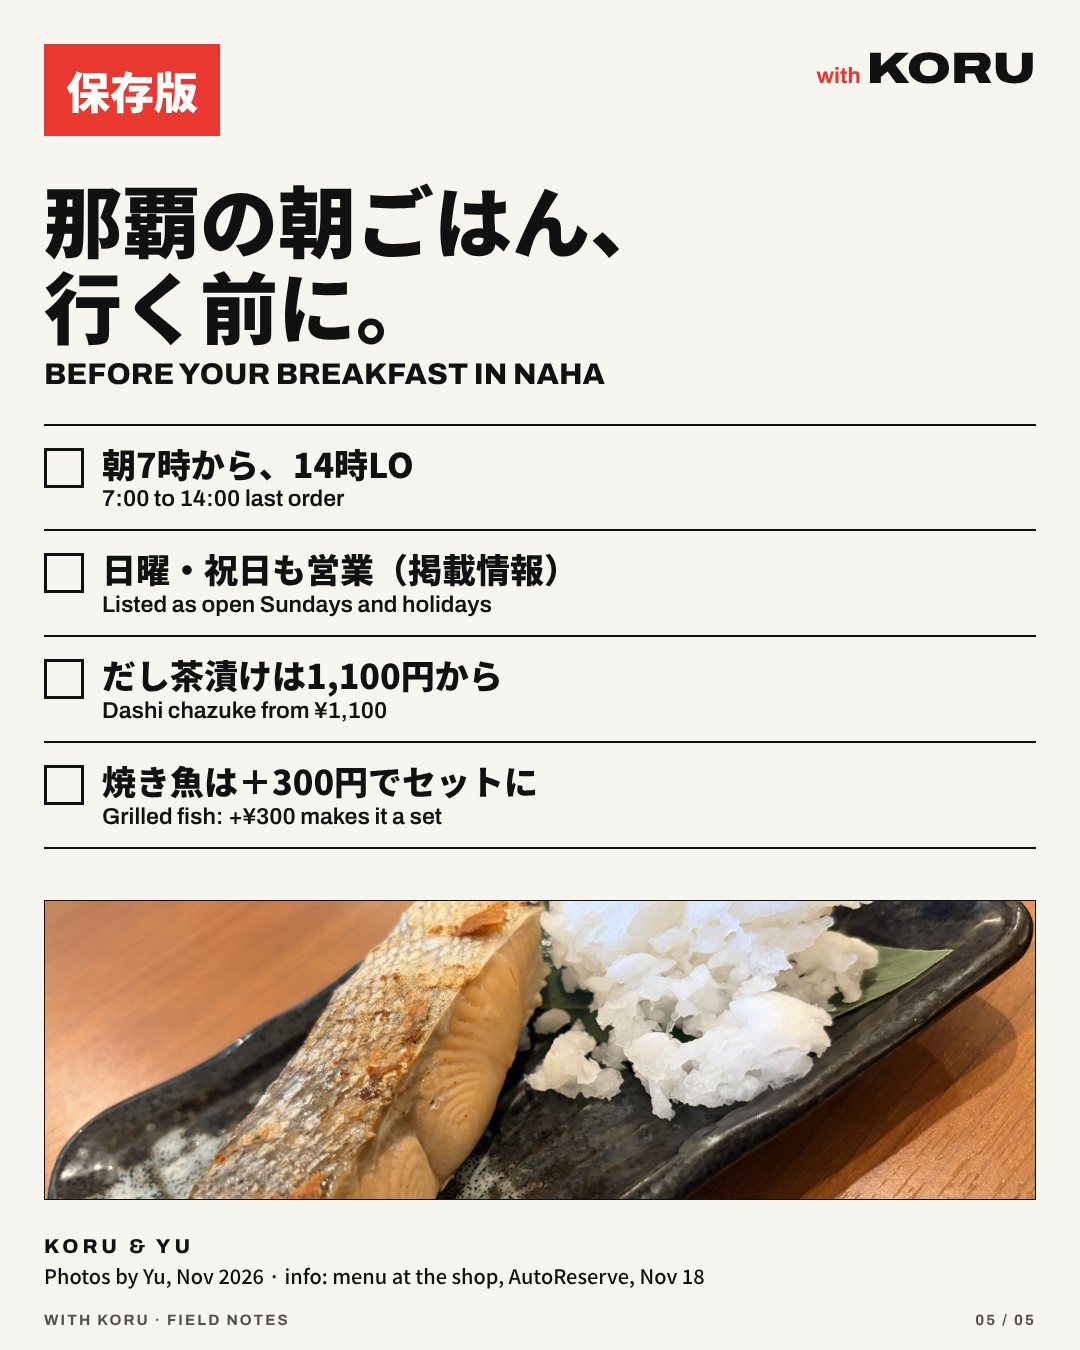 保存版
with KORU
那覇の朝ごはん、
行く前に。
BEFORE YOUR BREAKFAST IN NAHA
朝7時から、14時LO
7:00 to 14:00 last order
日曜・祝日も営業（掲載情報）
Listed as open Sundays and holidays
だし茶漬けは1,100円から
Dashi chazuke from ¥1,100
焼き魚は＋300円でセットに
Grilled fish: +¥300 makes it a set
KORU & YU
Photos by Yu, Nov 2026・info: menu at the shop, AutoReserve, Nov 18
WITH KORU · FIELD NOTES
05 / 05